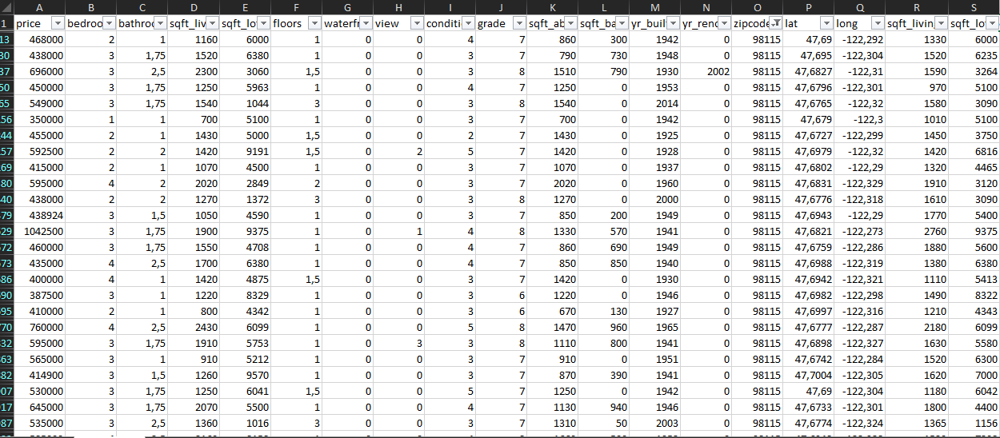 A B C D E F G H I J K L M N O P Q R S
1 price bedroo bathroo sqft_livi sqft_lo floors waterfr view conditi grade sqft_ab sqft_ba yr_buil yr_reno zipcode lat long sqft_livin sqft_lo
13 468000 2 1 1160 6000 1 0 0 4 7 860 300 1942 0 98115 47,69 -122,292 1330 6000
30 438000 3 1,75 1520 6380 1 0 0 3 7 790 730 1948 0 98115 47,695 -122,304 1520 6235
37 696000 3 2,5 2300 3060 1,5 0 0 3 8 1510 790 1930 2002 98115 47,6827 -122,31 1590 3264
50 450000 3 1,75 1250 5963 1 0 0 4 7 1250 0 1953 0 98115 47,6796 -122,301 970 5100
65 549000 3 1,75 1540 1044 3 0 0 3 8 1540 0 2014 0 98115 47,6765 -122,32 1580 3090
56 350000 1 1 700 5100 1 0 0 3 7 700 0 1942 0 98115 47,679 -122,3 1010 5100
44 455000 2 1 1430 5000 1,5 0 0 2 7 1430 0 1925 0 98115 47,6727 -122,299 1450 3750
57 592500 2 2 1420 9191 1,5 0 2 5 7 1420 0 1928 0 98115 47,6979 -122,32 1420 6816
69 415000 2 1 1070 4500 1 0 0 3 7 1070 0 1937 0 98115 47,6802 -122,29 1320 4465
80 595000 4 2 2020 2849 2 0 0 3 7 2020 0 1960 0 98115 47,6831 -122,329 1910 3120
40 438000 2 2 1270 1372 3 0 0 3 8 1270 0 2000 0 98115 47,6776 -122,318 1610 3090
79 438924 3 1,5 1050 4590 1 0 0 3 7 850 200 1949 0 98115 47,6943 -122,29 1770 5400
29 1042500 3 1,75 1900 9375 1 0 1 4 8 1330 570 1941 0 98115 47,6821 -122,273 2760 9375
72 460000 3 1,75 1550 4708 1 0 0 4 7 860 690 1949 0 98115 47,6759 -122,286 1880 5600
73 435000 4 2,5 1700 6380 1 0 0 4 7 850 850 1940 0 98115 47,6988 -122,319 1380 6380
86 400000 4 1 1420 4875 1,5 0 0 3 7 1420 0 1930 0 98115 47,6942 -122,321 1110 5413
90 387500 3 1 1220 8329 1 0 0 3 6 1220 0 1946 0 98115 47,6982 -122,298 1490 8322
95 410000 2 1 800 4342 1 0 0 3 6 670 130 1927 0 98115 47,6997 -122,316 1210 4343
70 760000 4 2,5 2430 6099 1 0 0 5 8 1470 960 1965 0 98115 47,6777 -122,287 2180 6099
32 595000 3 1,75 1910 5753 1 0 3 3 8 1110 800 1941 0 98115 47,6898 -122,327 1630 5580
63 565000 3 1 910 5212 1 0 0 3 7 910 0 1951 0 98115 47,6742 -122,284 1520 6300
82 414900 3 1,5 1260 9570 1 0 0 3 7 870 390 1941 0 98115 47,7004 -122,305 1620 7000
07 530000 3 1,75 1250 6041 1,5 0 0 5 7 1250 0 1942 0 98115 47,69 -122,304 1180 6042
17 645000 3 1,75 2070 5500 1 0 0 4 7 1130 940 1946 0 98115 47,6733 -122,301 1800 4400
87 535000 3 2,5 1360 1016 3 0 0 3 7 1310 50 2003 0 98115 47,6774 -122,324 1365 1156